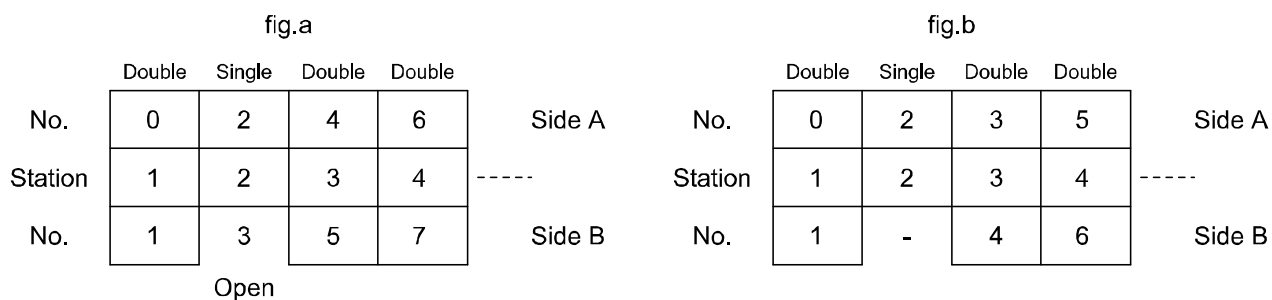 fig.a
Double Single Double Double
No. 0 2 4 6 Side A
Station 1 2 3 4 -----
No. 1 3 5 7 Side B
Open
fig.b
Double Single Double Double
No. 0 2 3 5 Side A
Station 1 2 3 4 -----
No. 1 - 4 6 Side B